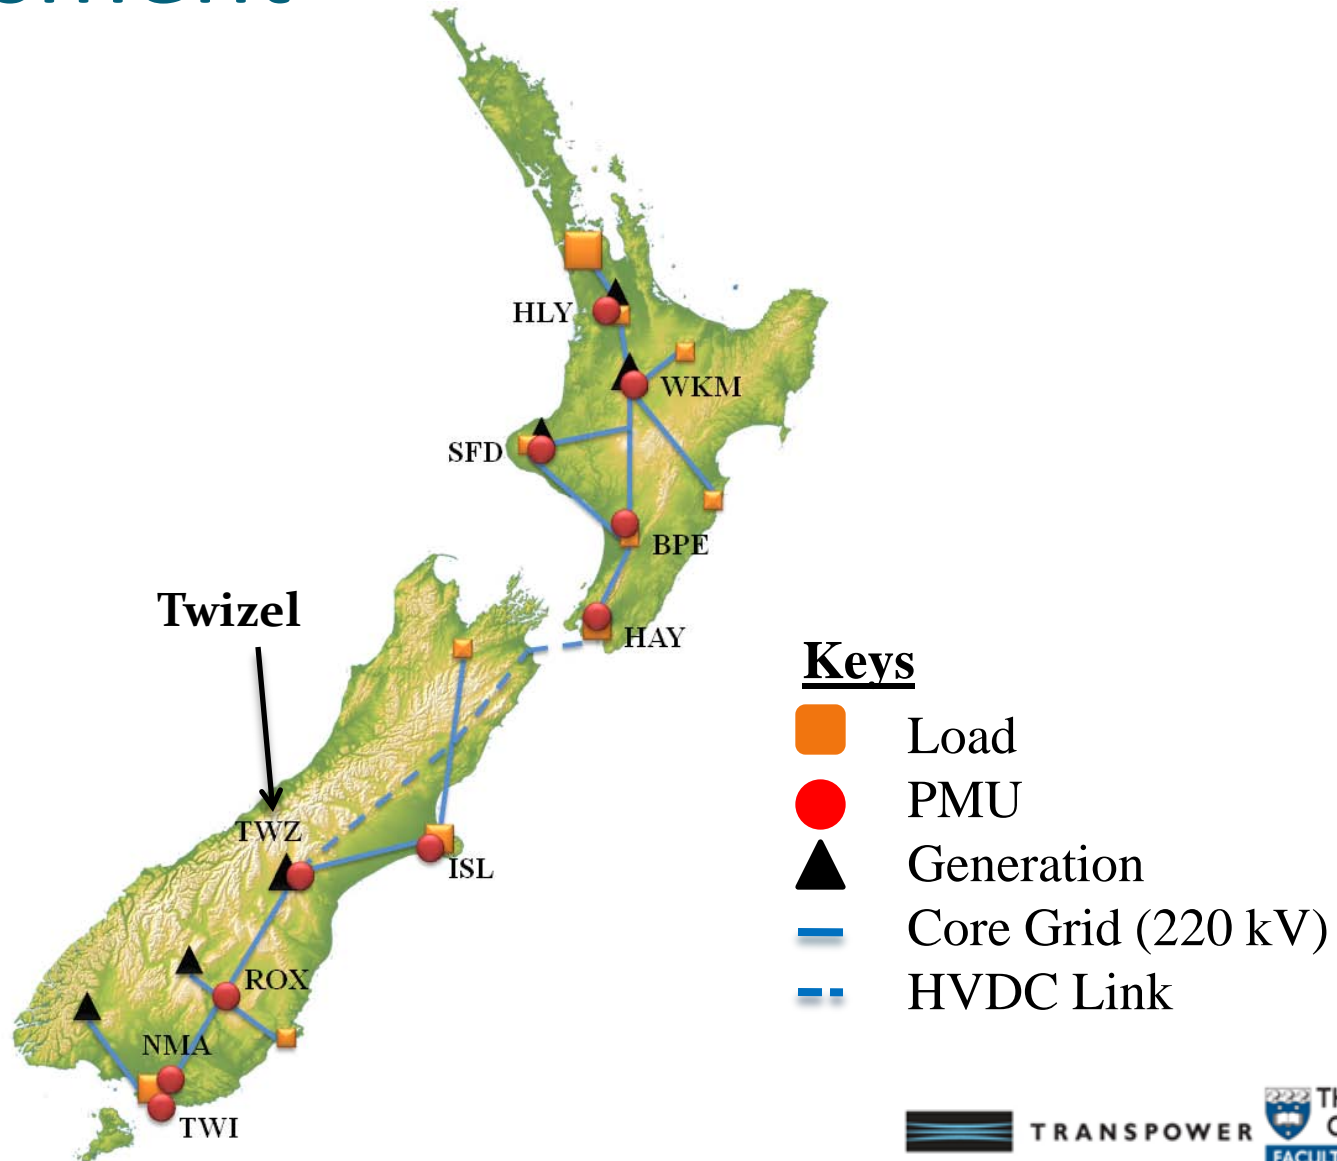 HLY
WKM
SFD
BPE
Twizel
HAY
TWZ
ISL
ROX
NMA
TWI
Keys
Load
PMU
Generation
Core Grid (220 kV)
HVDC Link
TRANSPOWER